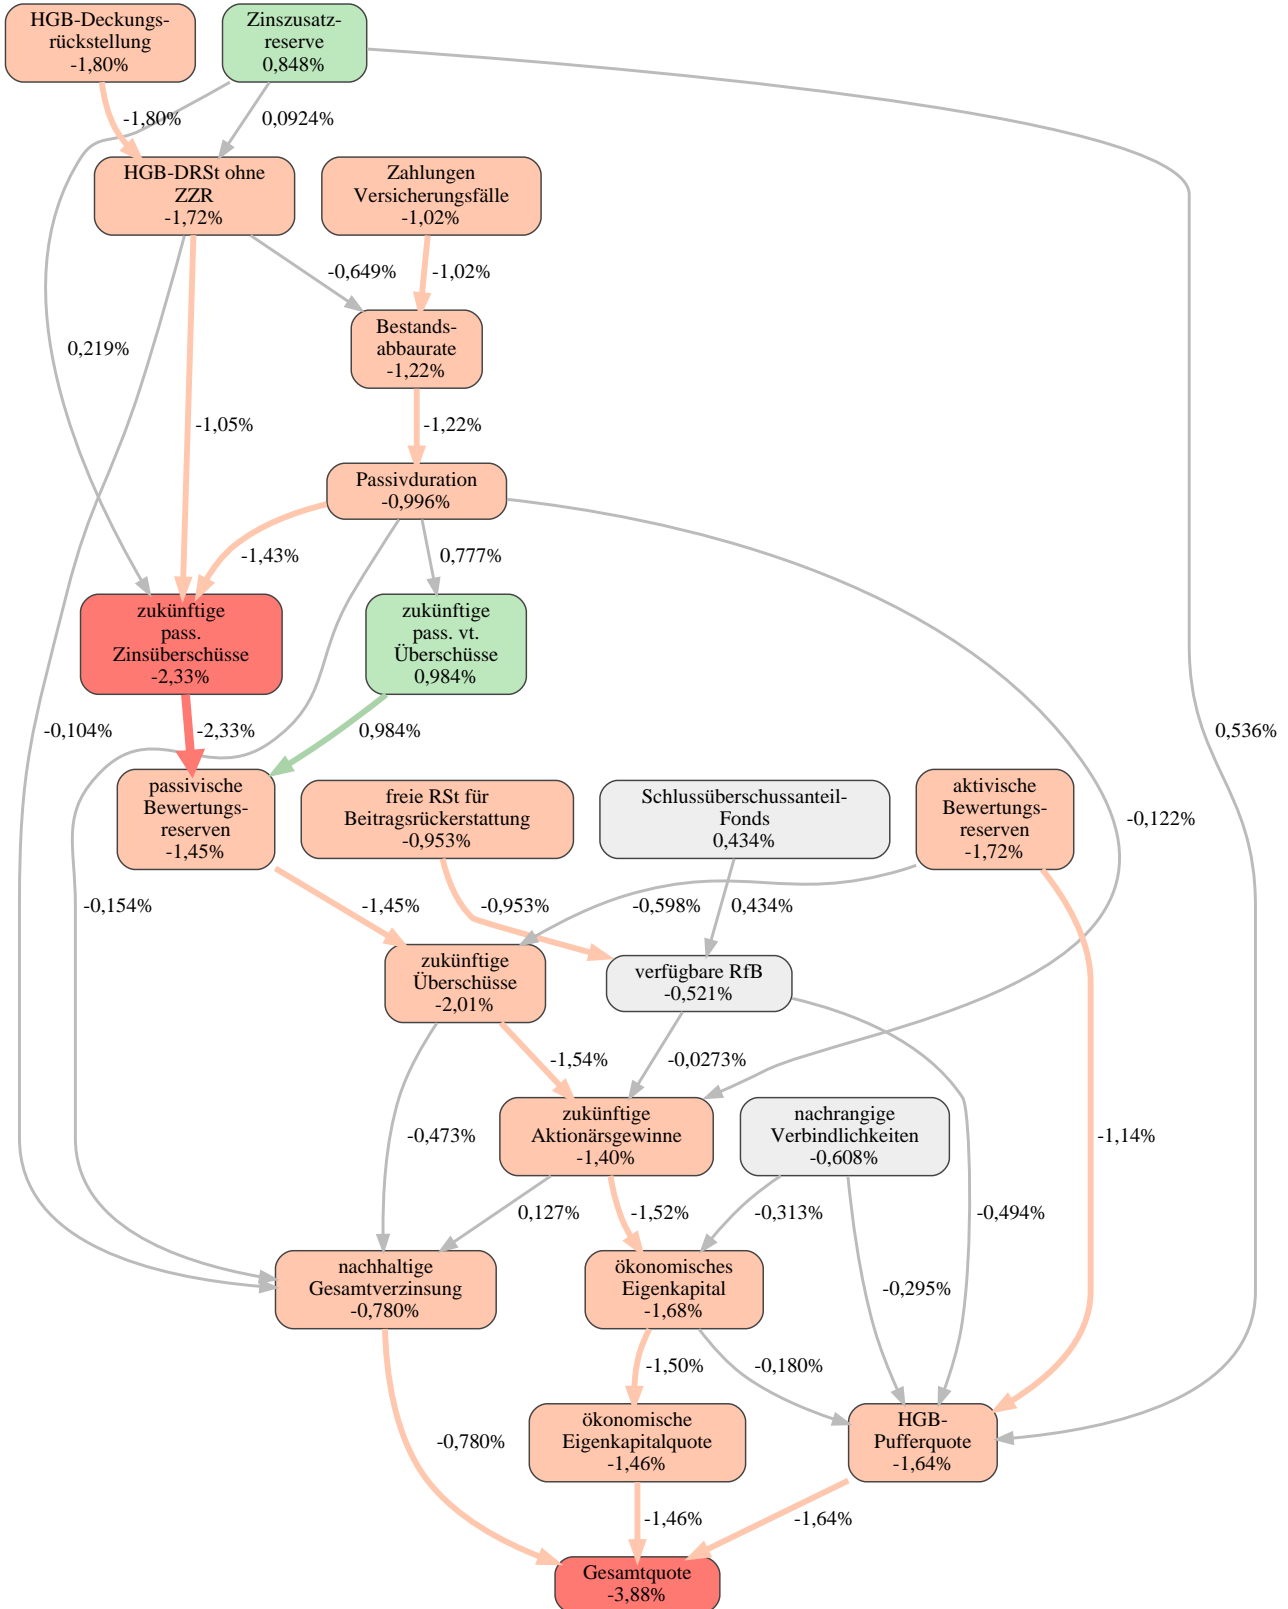 HGB-Deckungs-
rückstellung
-1,80%
Zinszusatz-
reserve
0,848%
-1,80%
0,0924%
HGB-DRSt ohne
ZZR
-1,72%
Zahlungen
Versicherungsfälle
-1,02%
-0,649%
-1,02%
Bestands-
abbaurate
-1,22%
0,219%
-1,05%
-1,22%
Passivduration
-0,996%
-1,43%
0,777%
zukünftige
pass.
Zinsüberschüsse
-2,33%
zukünftige
pass. vt.
Überschüsse
0,984%
-0,104%
-2,33%
0,984%
0,536%
passivische
Bewertungs-
reserven
-1,45%
freie RSt für
Beitragsrückerstattung
-0,953%
Schlussüberschussanteil-
Fonds
0,434%
aktivische
Bewertungs-
reserven
-1,72%
-0,122%
-0,154%
-1,45%
-0,953%
-0,598%
0,434%
zukünftige
Überschüsse
-2,01%
verfügbare RfB
-0,521%
-1,54%
-0,0273%
zukünftige
Aktionärsgewinne
-1,40%
nachrangige
Verbindlichkeiten
-0,608%
-0,473%
-1,14%
0,127%
-1,52%
-0,313%
-0,494%
nachhaltige
Gesamtverzinsung
-0,780%
ökonomisches
Eigenkapital
-1,68%
-0,295%
-1,50%
-0,180%
ökonomische
Eigenkapitalquote
-1,46%
HGB-
Pufferquote
-1,64%
-0,780%
-1,46%
-1,64%
Gesamtquote
-3,88%